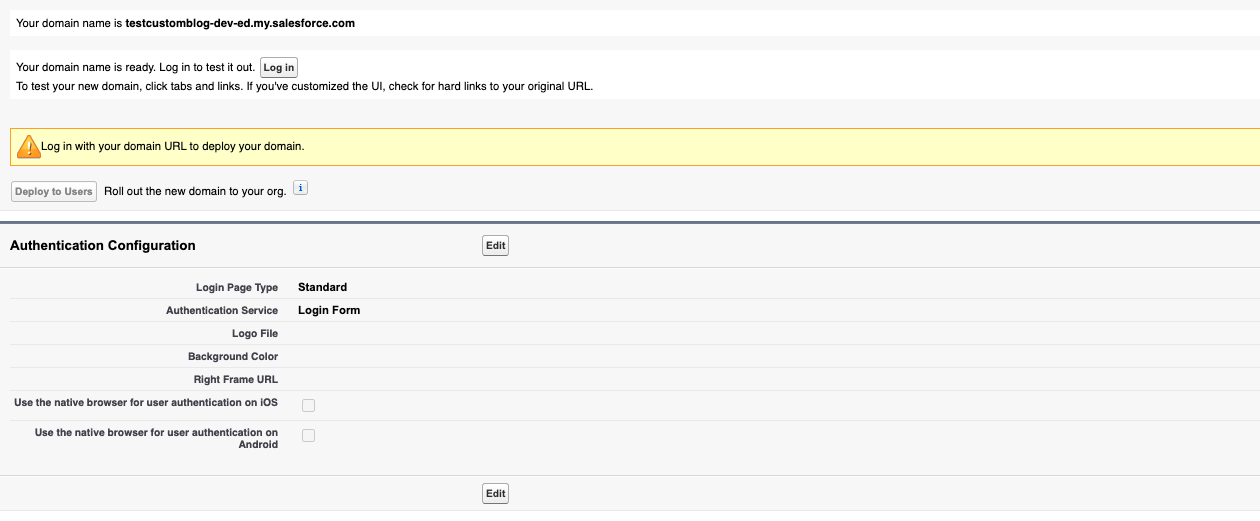 Your domain name is testcustomblog-dev-ed.my.salesforce.com
Your domain name is ready. Log in to test it out. Log in
To test your new domain, click tabs and links. If you've customized the UI, check for hard links to your original URL.
Log in with your domain URL to deploy your domain.
Deploy to Users Roll out the new domain to your org. i
Authentication Configuration Edit
Login Page Type Standard
Authentication Service Login Form
Logo File
Background Color
Right Frame URL
Use the native browser for user authentication on iOS
Use the native browser for user authentication on
Android
Edit